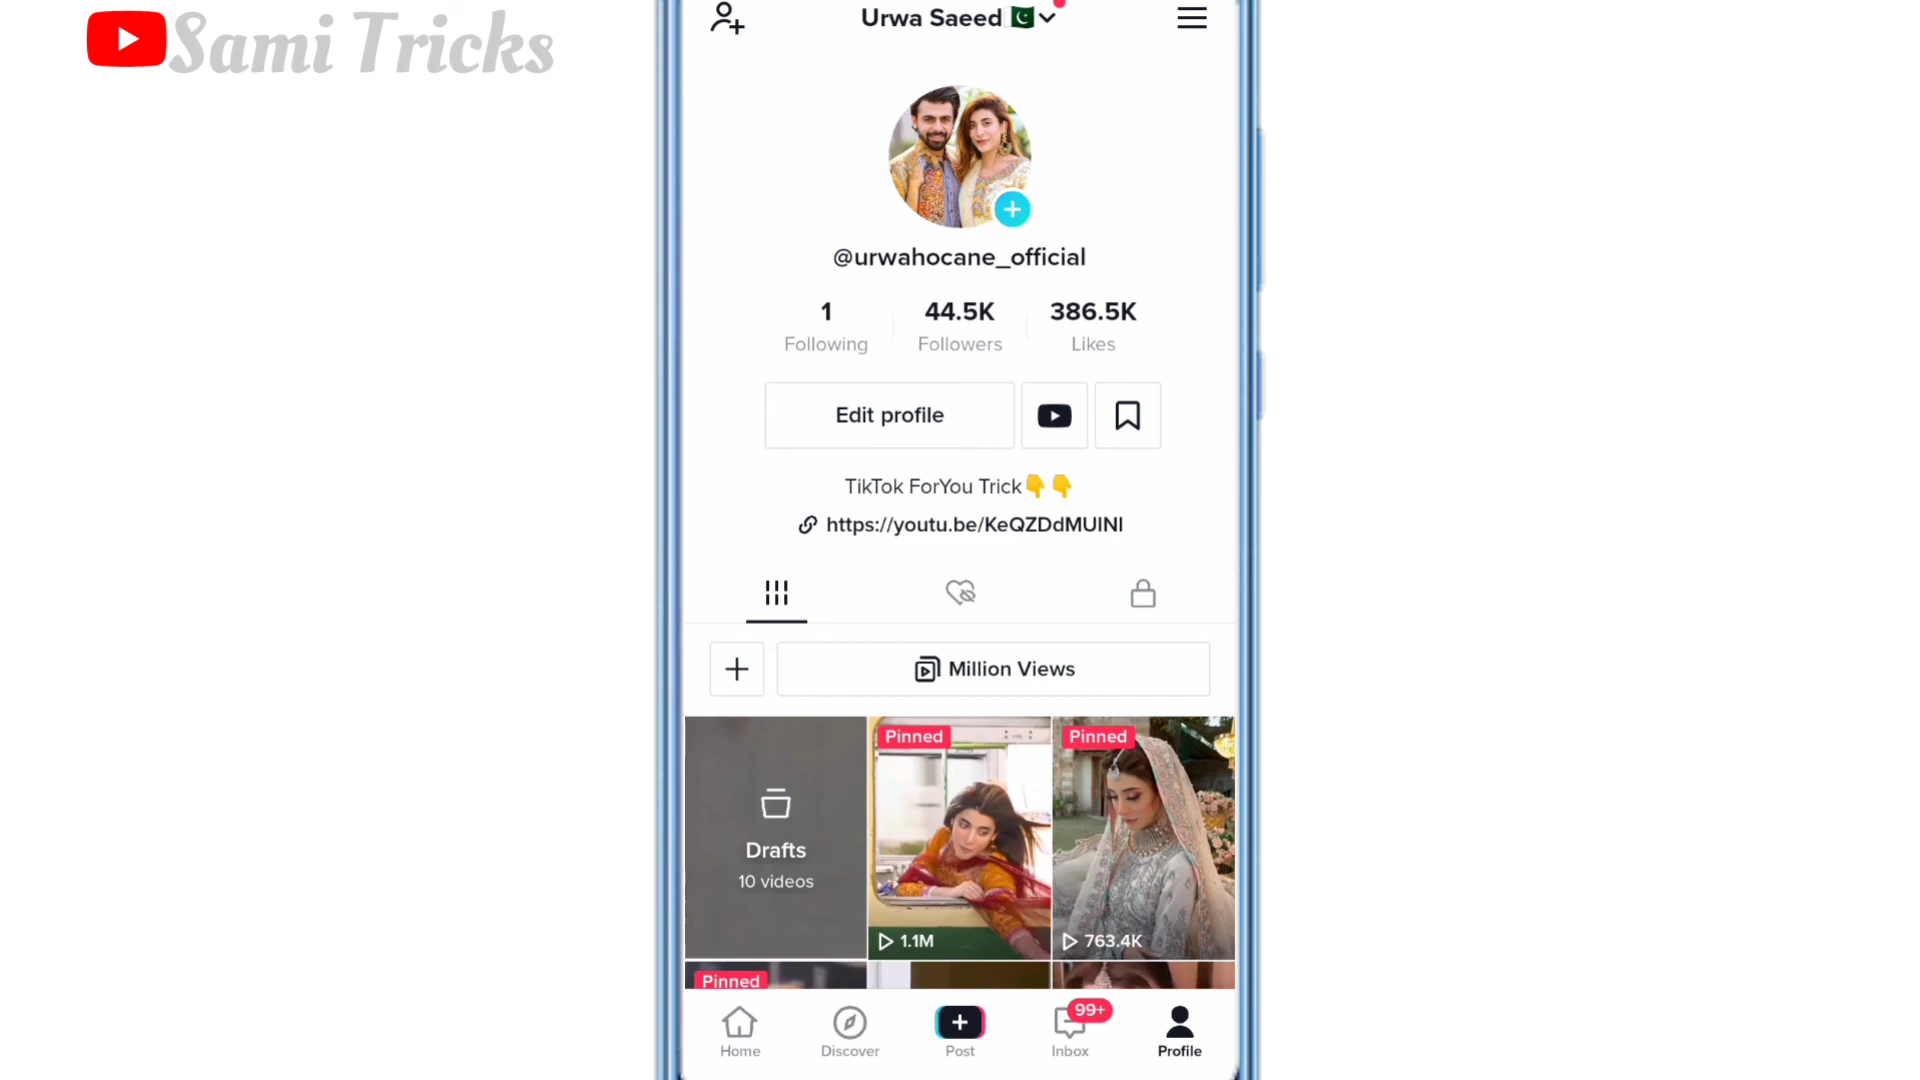 Sami Tricks
Urwa Saeed
@urwahocane_official
1 44.5K 386.5K
Following Followers Likes
Edit profile
TikTok ForYou Trick👇👇
https://youtu.be/KeQZDdMUlNI
Million Views
Pinned
Pinned
Drafts
10 videos
1.1M
763.4K
Pinned
99+
Home Discover Post Inbox Profile